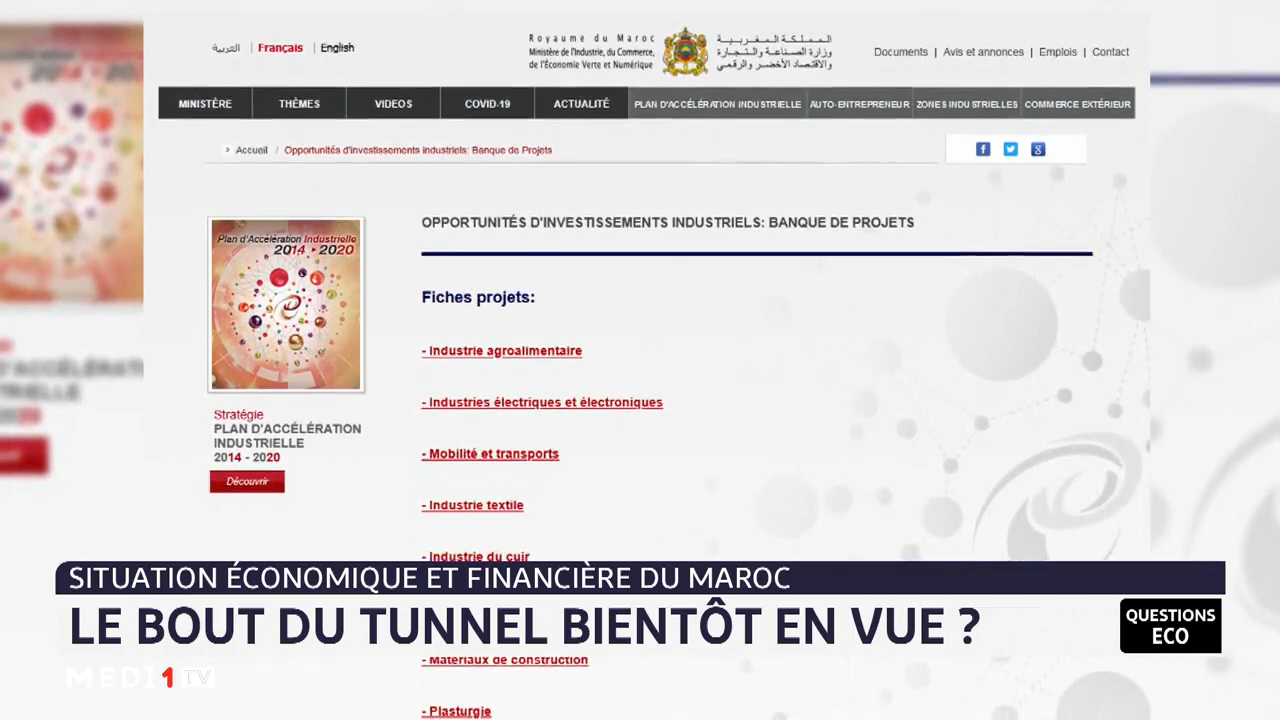 العربية | Français | English
Royaume du Maroc
Ministère de l'Industrie, du Commerce,
de l'Économie Verte et Numérique
المملكة المغربية
وزارة الصناعة والتجارة
والاقتصاد الأخضر والرقمي
Documents | Avis et annonces | Emplois | Contact
MINISTÈRE THÈMES VIDEOS COVID-19 ACTUALITÉ PLAN D'ACCÉLÉRATION INDUSTRIELLE AUTO-ENTREPRENEUR ZONES INDUSTRIELLES COMMERCE EXTÉRIEUR
> Accueil / Opportunités d'investissements industriels: Banque de Projets
OPPORTUNITÉS D'INVESTISSEMENTS INDUSTRIELS: BANQUE DE PROJETS
Plan d'Accélération Industrielle
2014 ▸ 2020
Stratégie
PLAN D'ACCÉLÉRATION
INDUSTRIELLE
2014 - 2020
Découvrir
Fiches projets:
- Industrie agroalimentaire
- Industries électriques et électroniques
- Mobilité et transports
- Industrie textile
- Industrie du cuir
SITUATION ÉCONOMIQUE ET FINANCIÈRE DU MAROC
LE BOUT DU TUNNEL BIENTÔT EN VUE ?
QUESTIONS
ECO
- Matériaux de construction
MEDI1 TV
- Plasturgie